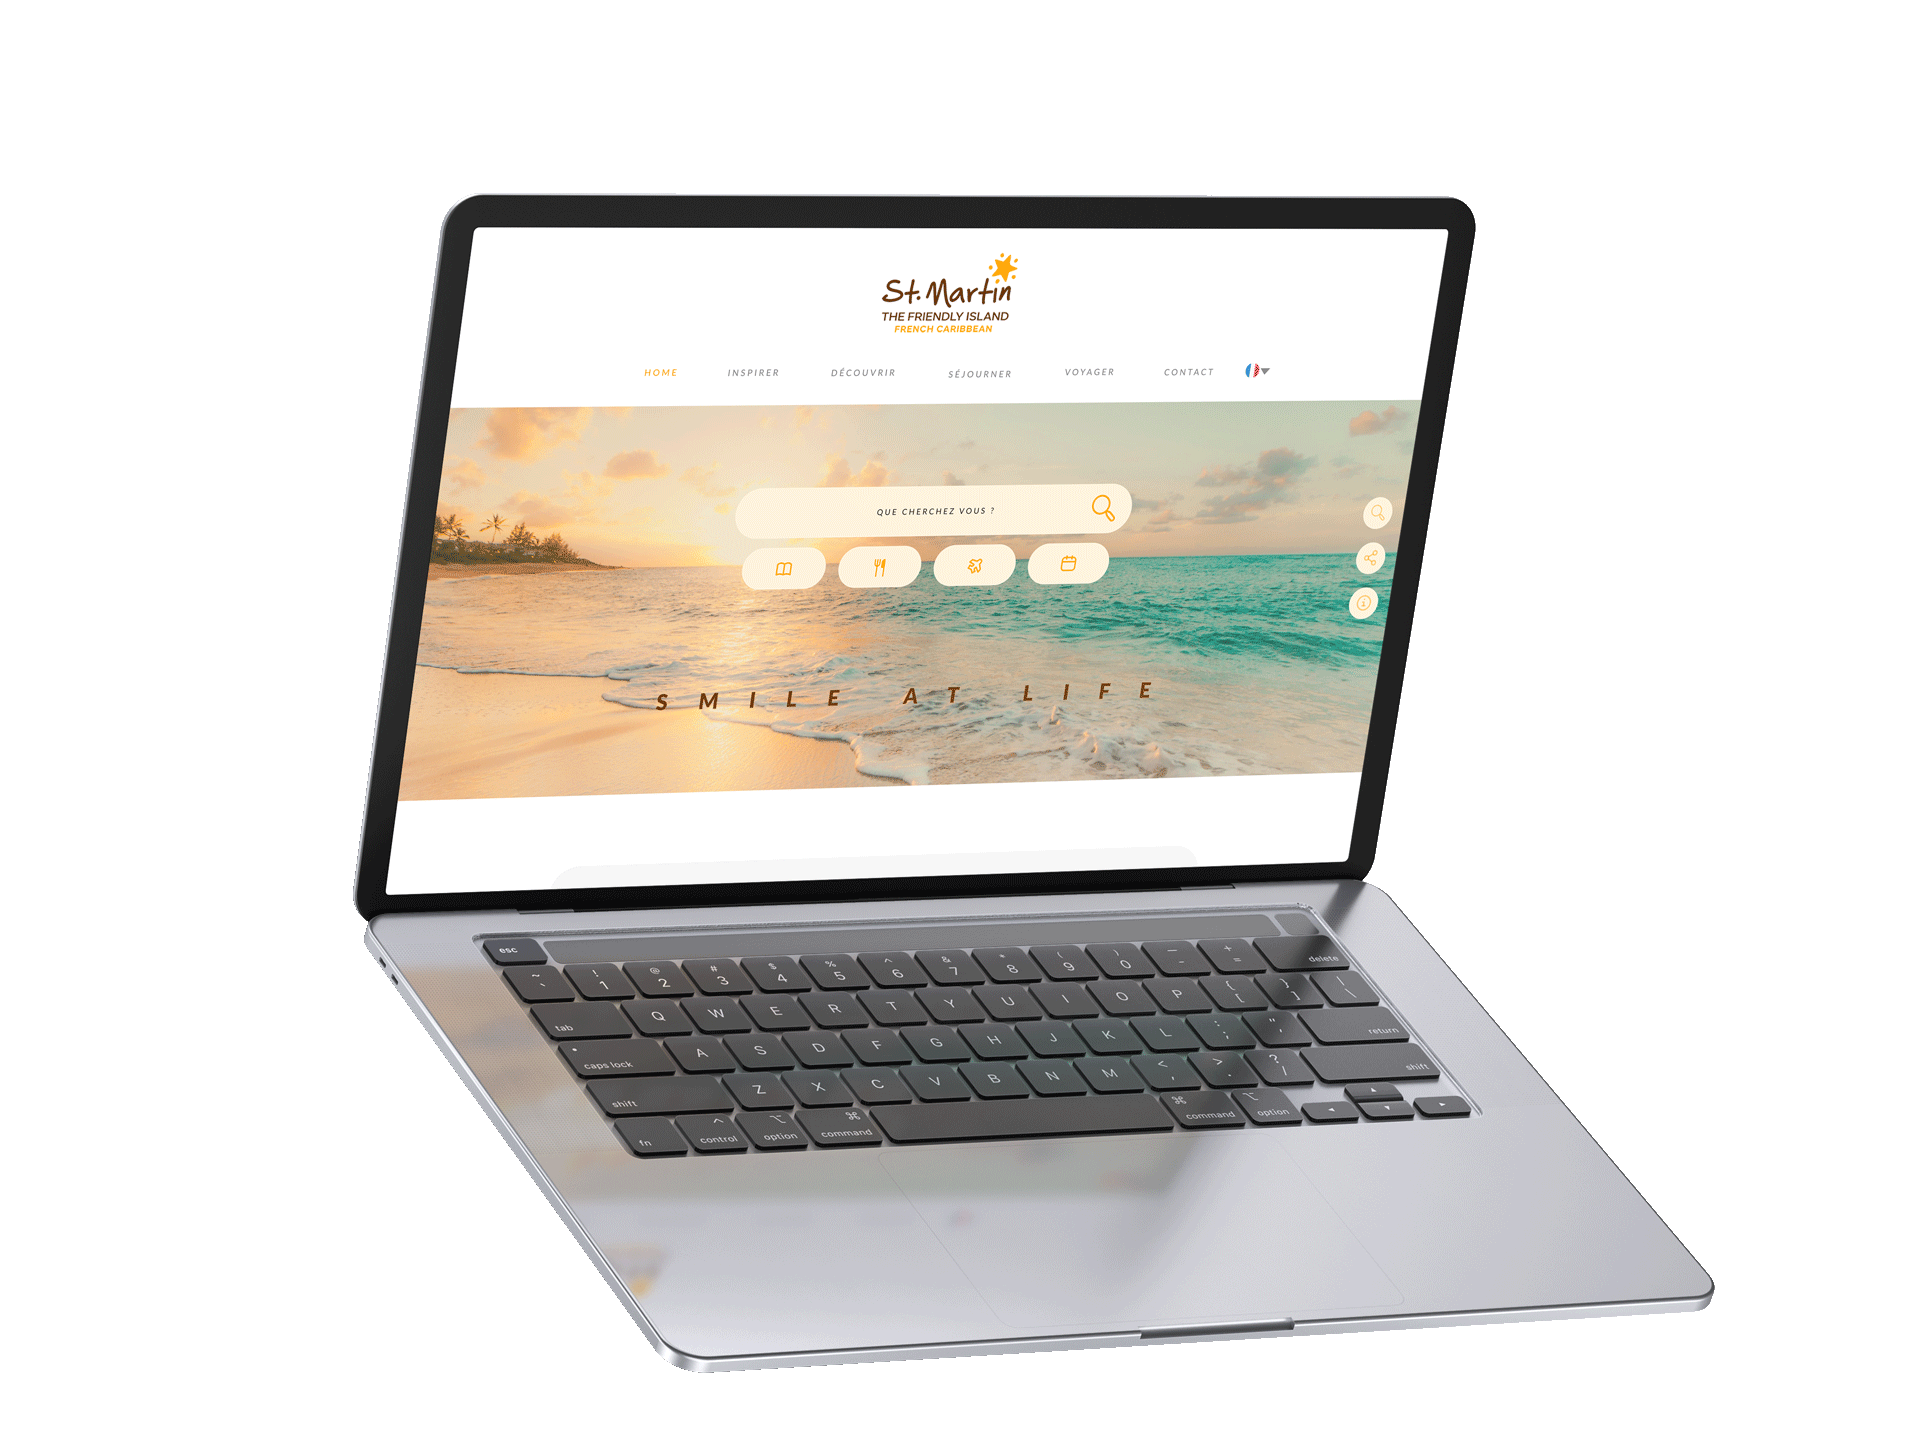 St. Martin
THE FRIENDLY ISLAND
FRENCH CARIBBEAN
HOME INSPIRER DÉCOUVRIR SÉJOURNER VOYAGER CONTACT
QUE CHERCHEZ VOUS ?
SMILE AT LIFE
esc
~ ! @ # $ % ^ & * ( ) — +
` 1 2 3 4 5 6 7 8 9 0 - = delete
tab Q W E R T Y U I O P { [ } ] | \
caps lock A S D F G H J K L : ; " ' return
shift Z X C V B N M < , > . ? / shift
fn control option command command option